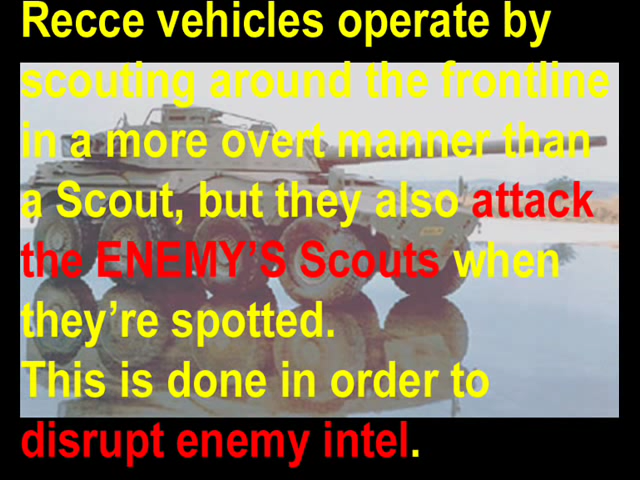 Recce vehicles operate by
scouting around the frontline
in a more overt manner than
a Scout, but they also attack
the ENEMY’S Scouts when
they’re spotted.
This is done in order to
disrupt enemy intel.